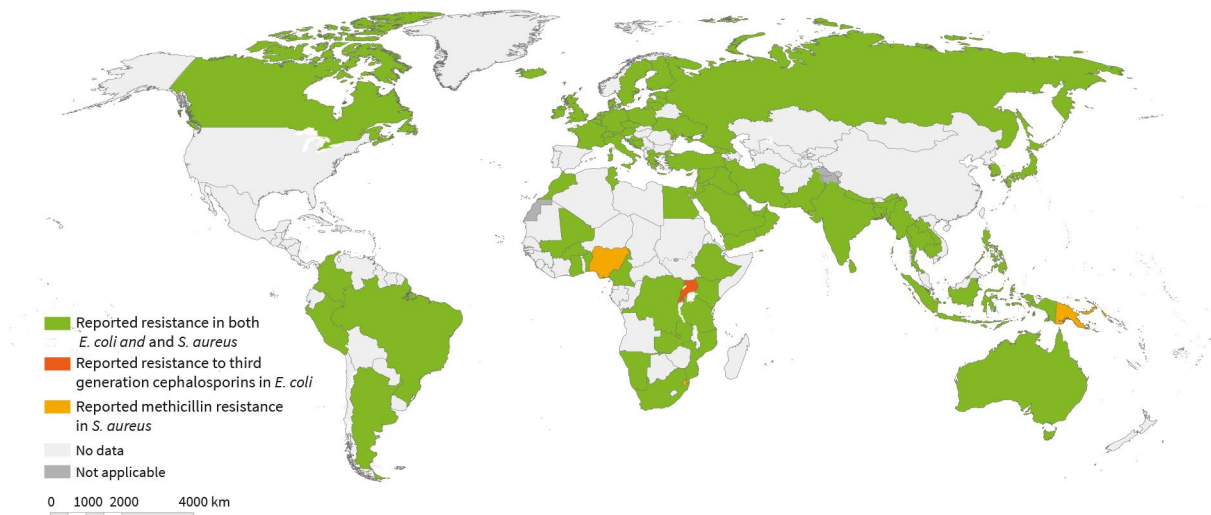 Reported resistance in both
E. coli and and S. aureus
Reported resistance to third
generation cephalosporins in E. coli
Reported methicillin resistance
in S. aureus
No data
Not applicable
0 1000 2000 4000 km